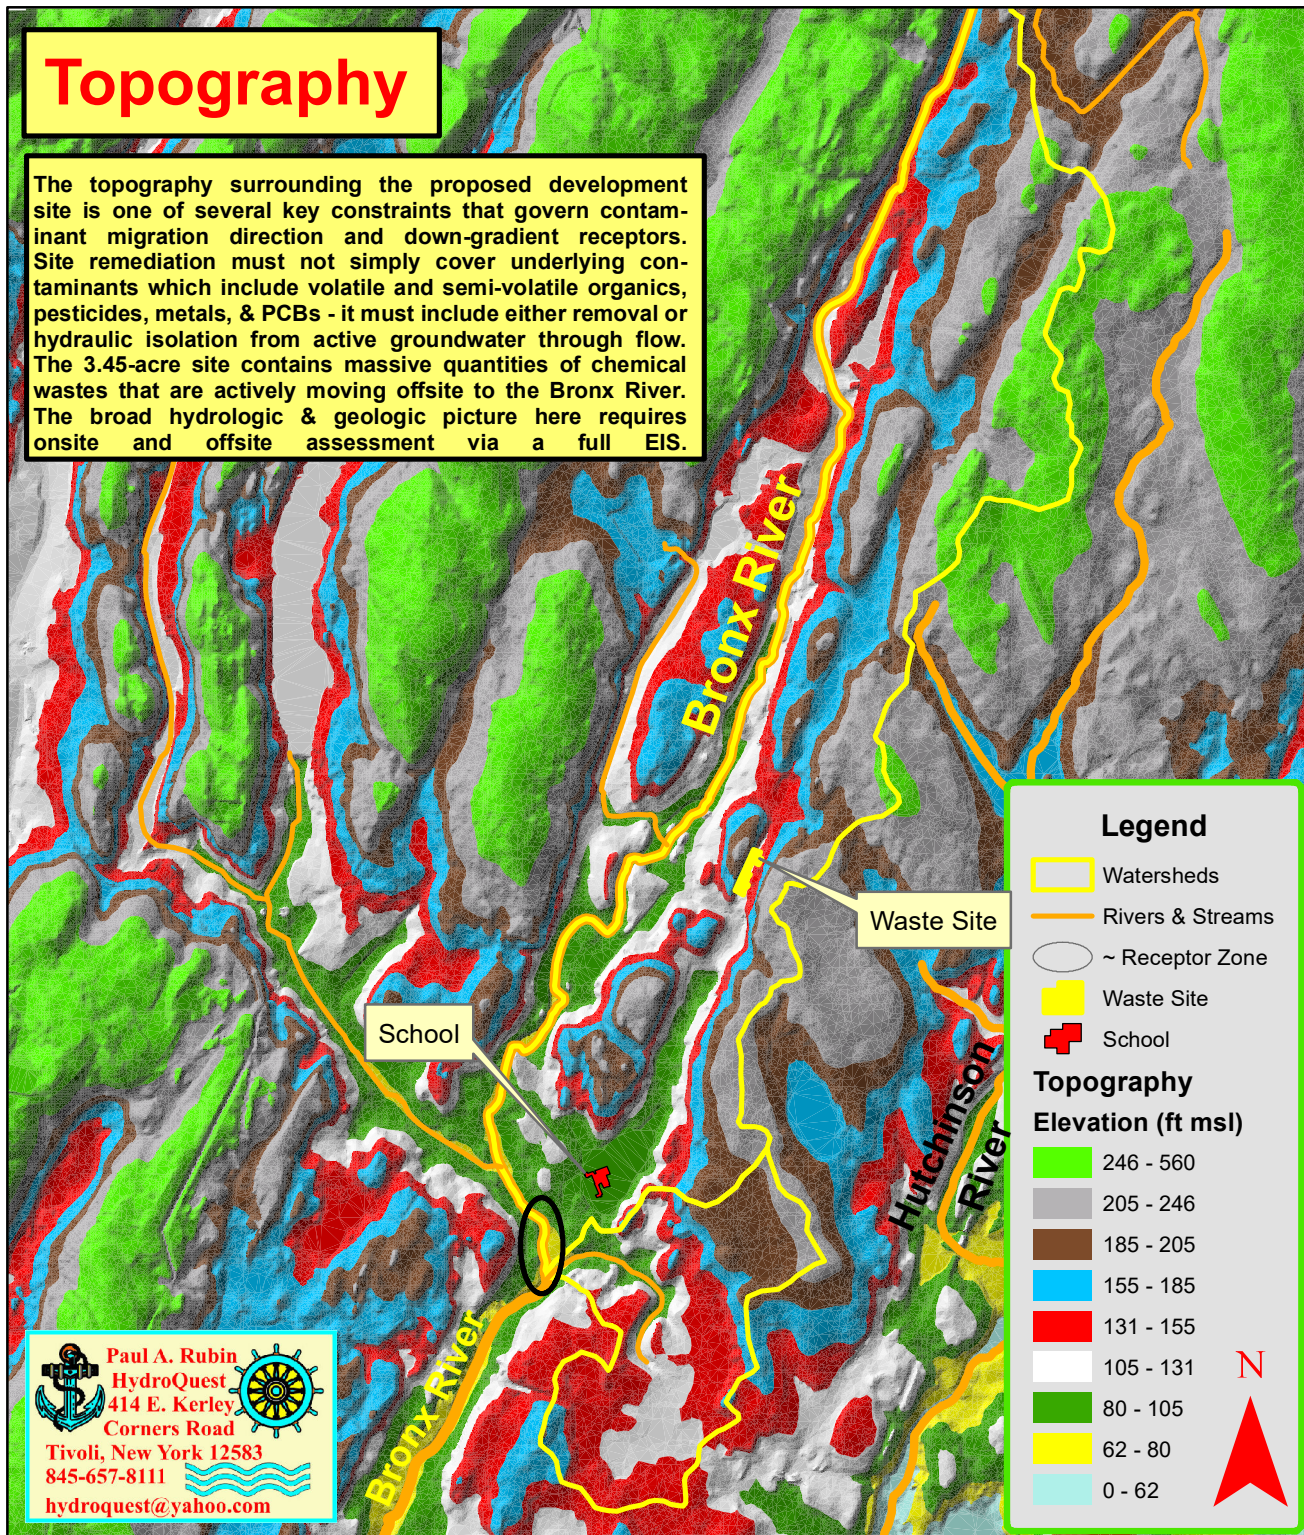 Topography
The topography surrounding the proposed development
site is one of several key constraints that govern contam-
inant migration direction and down-gradient receptors.
Site remediation must not simply cover underlying con-
taminants which include volatile and semi-volatile organics,
pesticides, metals, & PCBs - it must include either removal or
hydraulic isolation from active groundwater through flow.
The 3.45-acre site contains massive quantities of chemical
wastes that are actively moving offsite to the Bronx River.
The broad hydrologic & geologic picture here requires
onsite and offsite assessment via a full EIS.
Bronx River
Waste Site
School
Hutchinson
River
Bronx River
Legend
Watersheds
Rivers & Streams
~ Receptor Zone
Waste Site
School
Topography
Elevation (ft msl)
246 - 560
205 - 246
185 - 205
155 - 185
131 - 155
105 - 131
80 - 105
62 - 80
0 - 62
N
Paul A. Rubin
HydroQuest
414 E. Kerley
Corners Road
Tivoli, New York 12583
845-657-8111
hydroquest@yahoo.com